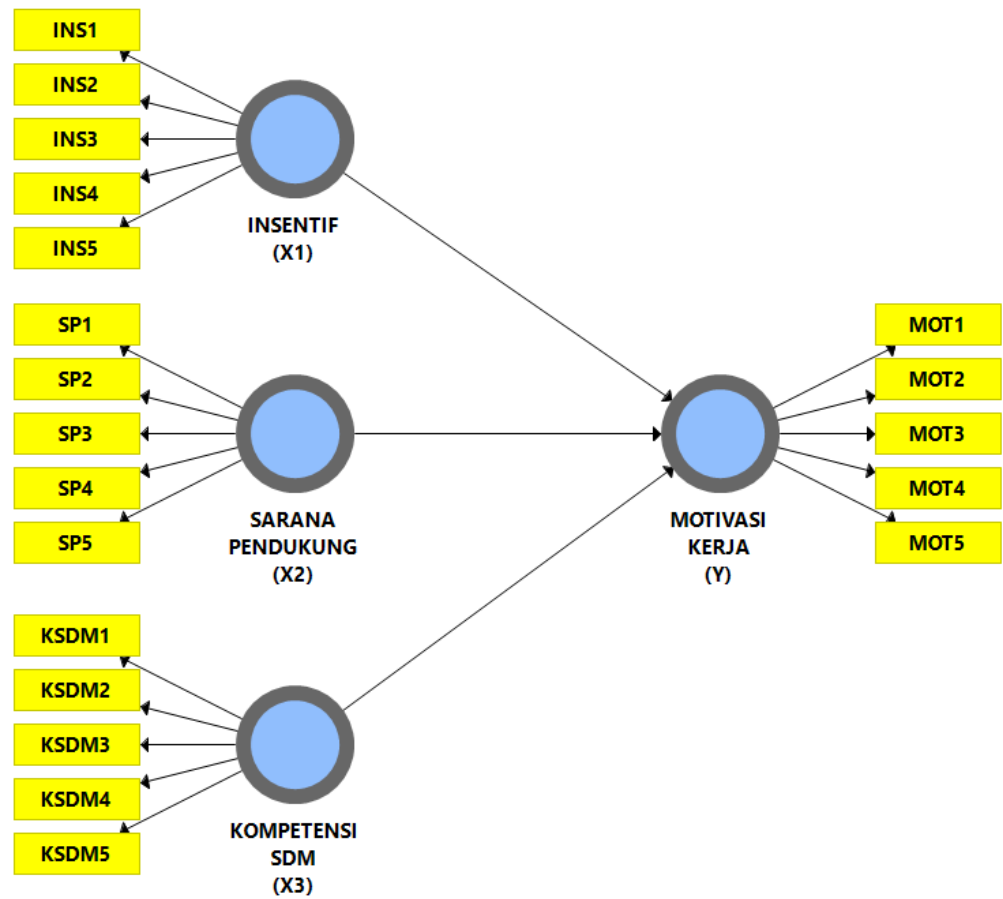 INS1
INS2
INS3
INS4
INS5
INSENTIF
(X1)
SP1
SP2
SP3
SP4
SP5
SARANA
PENDUKUNG
(X2)
KSDM1
KSDM2
KSDM3
KSDM4
KSDM5
KOMPETENSI
SDM
(X3)
MOTIVASI
KERJA
(Y)
MOT1
MOT2
MOT3
MOT4
MOT5